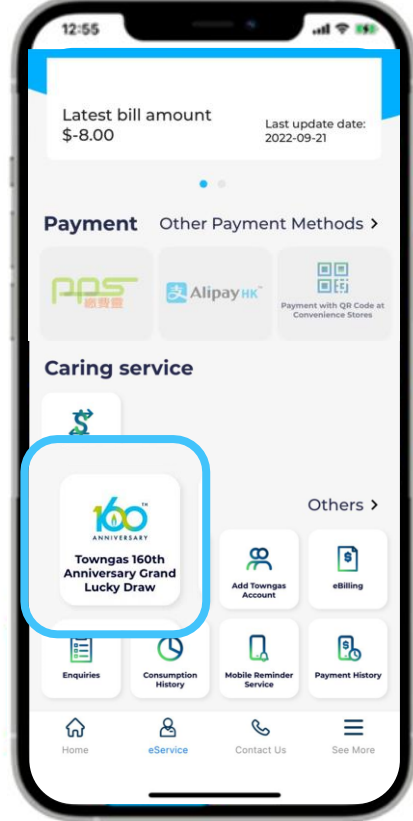 12:55
Latest bill amount
$-8.00
Last update date:
2022-09-21
Payment
Other Payment Methods >
PPS
繳費靈
支 Alipay HK™
Payment with QR Code at
Convenience Stores
Caring service
$
160™
ANNIVERSARY
Towngas 160th
Anniversary Grand
Lucky Draw
Others >
Add Towngas
Account
$
eBilling
Enquiries
Consumption
History
Mobile Reminder
Service
$
Payment History
Home
eService
Contact Us
See More